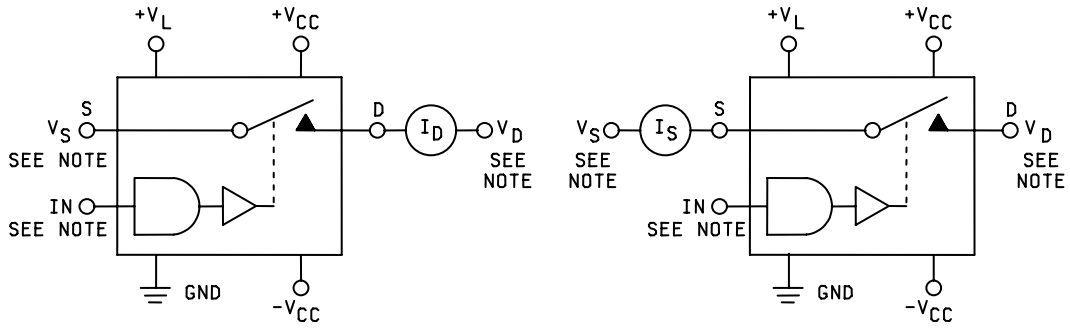 +VL
+VCC
S
VS
SEE NOTE
D
ID
VD
SEE
NOTE
IN
SEE NOTE
GND
-VCC
+VL
+VCC
VS
SEE
NOTE
IS
S
D
VD
SEE
NOTE
IN
SEE NOTE
GND
-VCC